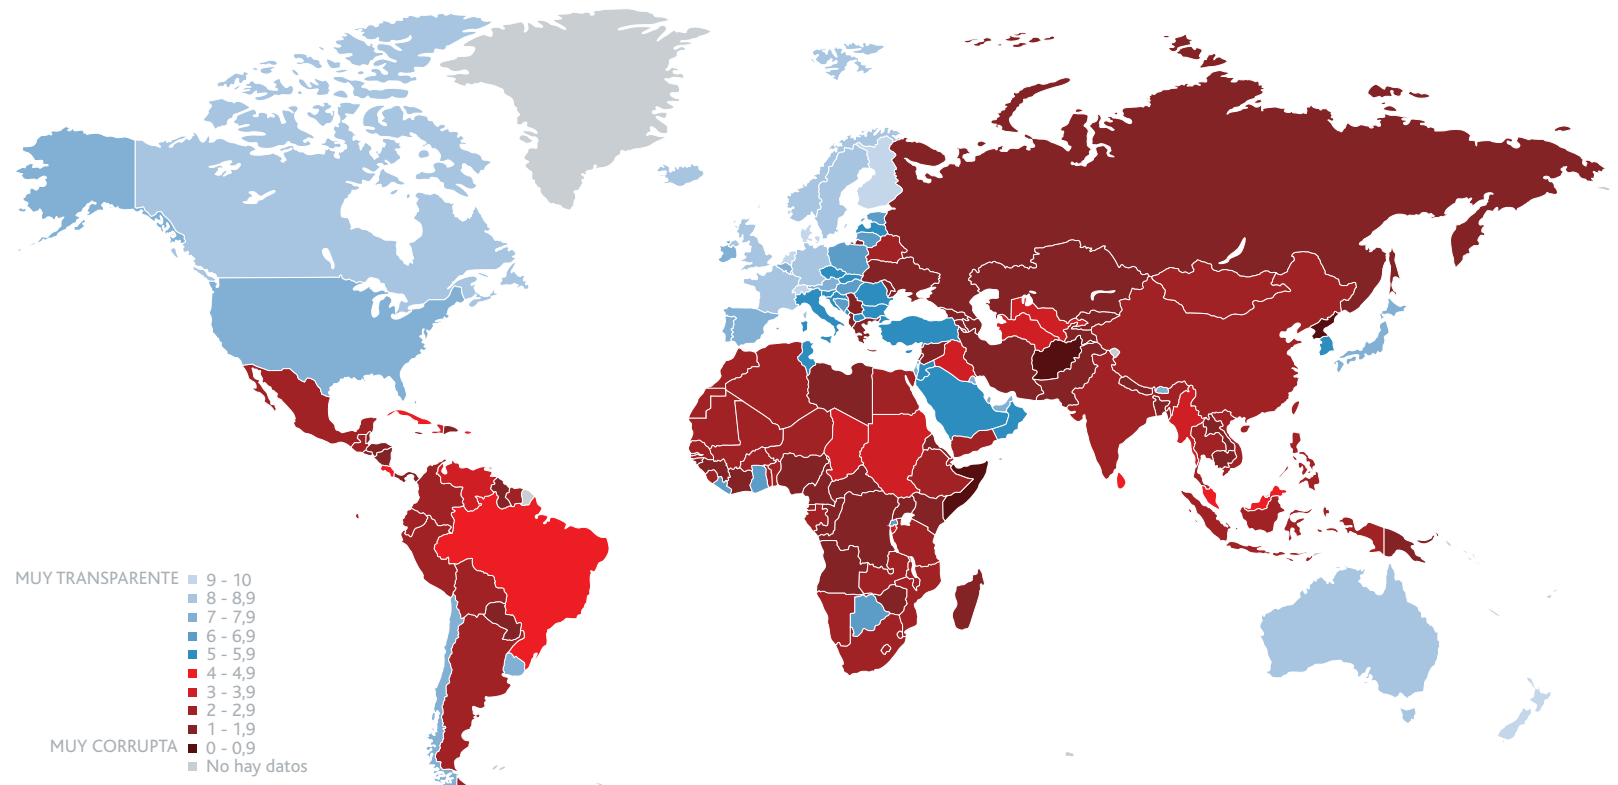 MUY TRANSPARENTE 9 - 10
8 - 8,9
7 - 7,9
6 - 6,9
5 - 5,9
4 - 4,9
3 - 3,9
2 - 2,9
1 - 1,9
MUY CORRUPTA 0 - 0,9
No hay datos